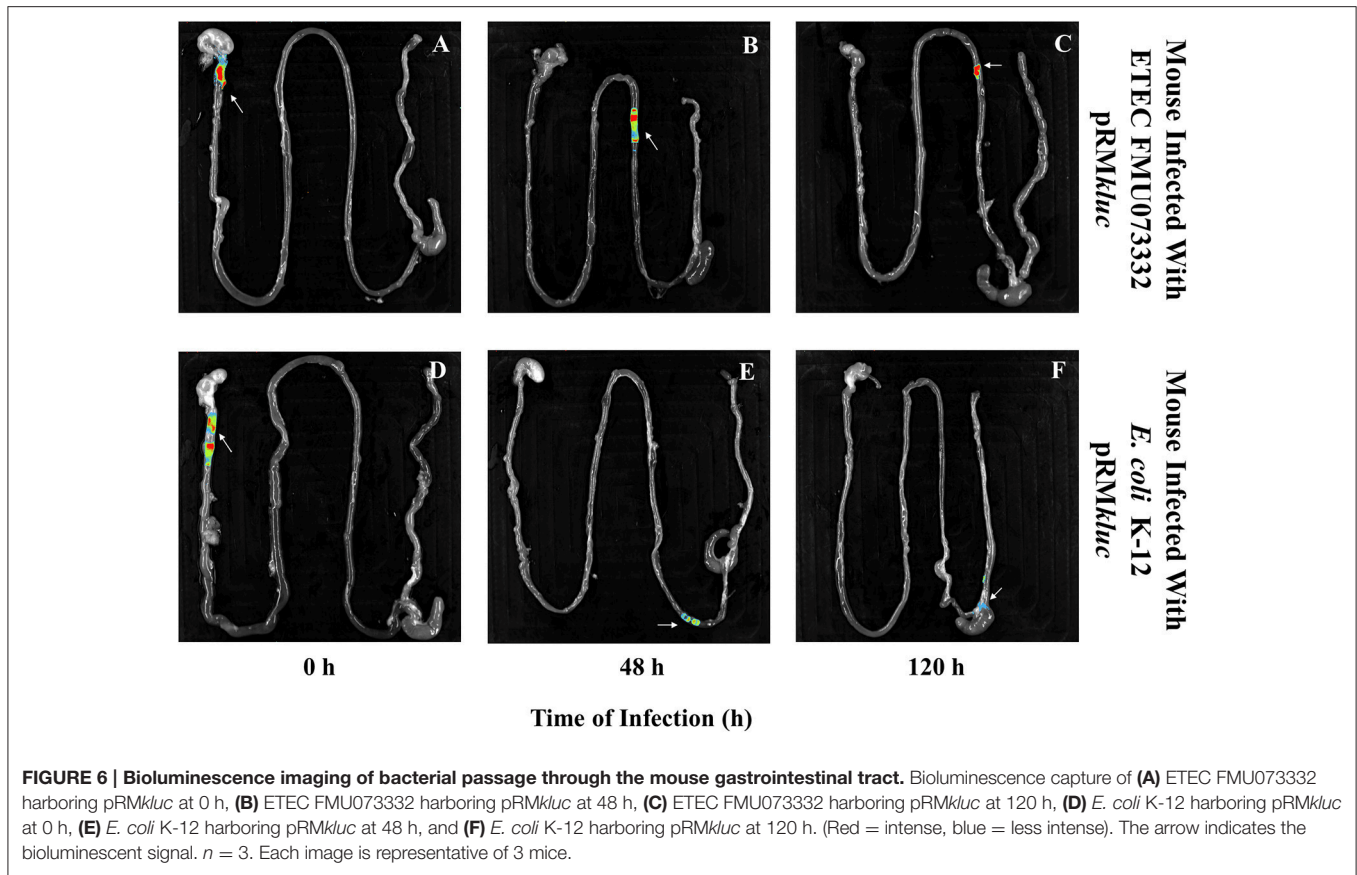 A
B
C
Mouse Infected With
ETEC FMU073332
pRMkluc
D
E
F
Mouse Infected With
E. coli K-12
pRMkluc
0 h
48 h
120 h
Time of Infection (h)
FIGURE 6 | Bioluminescence imaging of bacterial passage through the mouse gastrointestinal tract. Bioluminescence capture of (A) ETEC FMU073332
harboring pRMkluc at 0 h, (B) ETEC FMU073332 harboring pRMkluc at 48 h, (C) ETEC FMU073332 harboring pRMkluc at 120 h, (D) E. coli K-12 harboring pRMkluc
at 0 h, (E) E. coli K-12 harboring pRMkluc at 48 h, and (F) E. coli K-12 harboring pRMkluc at 120 h. (Red = intense, blue = less intense). The arrow indicates the
bioluminescent signal. n = 3. Each image is representative of 3 mice.